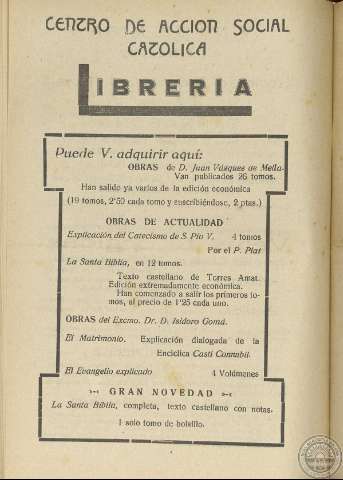 CENTRO DE ACCION SOCIAL
CATOLICA
LIBRERIA
Puede V. adquirir aquí:
OBRAS de D. Juan Vásques de Mella-
Van publicados 26 tomos.
Han salido ya varios de la edición económica
(19 tomos, 2'50 cada tomo y suscribiéndose, 2 ptas.)
OBRAS DE ACTUALIDAD
Explicación del Catecismo de S. Pío V. 4 tomos
Por el P. Plat
La Santa Biblia, en 12 tomos.
Texto castellano de Torres Amat.
Edición extremadamente económica.
Han comenzado a salir los primeros to-
mos, al precio de 1'25 cada uno.
OBRAS del Excmo. Dr. D. Isidoro Gomá.
El Matrimonio. Explicación dialogada de la
Encíclica Casti Connubii.
El Evangelio explicado 4 Volúmenes
GRAN NOVEDAD
La Santa Biblia, completa, texto castellano con notas.
1 solo tomo de bolsillo.